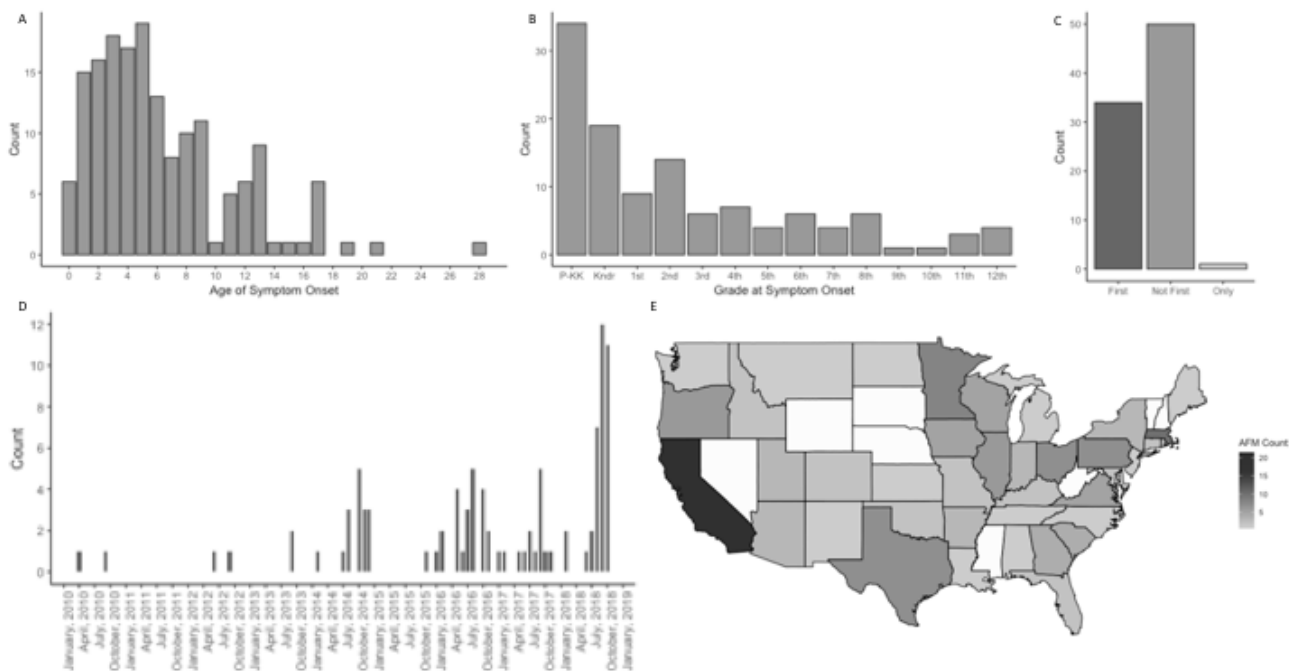 A
Count
15
10
5
0
0 2 4 6 8 10 12 14 16 18 20 22 24 26 28
Age of Symptom Onset
B
Count
30
20
10
0
P-KK Kndr 1st 2nd 3rd 4th 5th 6th 7th 8th 9th 10th 11th 12th
Grade at Symptom Onset
C
Count
50
40
30
20
10
0
First Not First Only
D
Count
12
10
8
6
4
2
0
January, 2010
April, 2010
July, 2010
October, 2010
January, 2011
April, 2011
July, 2011
October, 2011
January, 2012
April, 2012
July, 2012
October, 2012
January, 2013
April, 2013
July, 2013
October, 2013
January, 2014
April, 2014
July, 2014
October, 2014
January, 2015
April, 2015
July, 2015
October, 2015
January, 2016
April, 2016
July, 2016
October, 2016
January, 2017
April, 2017
July, 2017
October, 2017
January, 2018
April, 2018
July, 2018
October, 2018
January, 2019
E
AFM Count
20
15
10
5